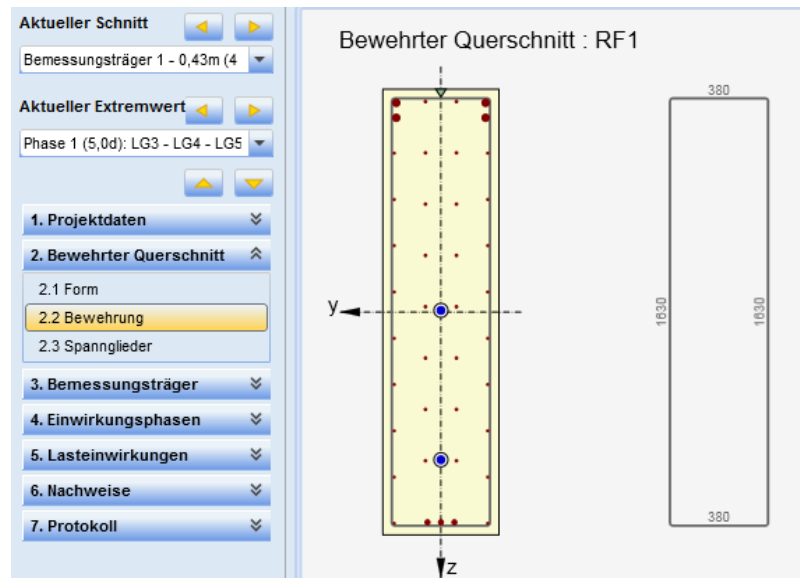 Aktueller Schnitt
Bemessungsträger 1 - 0,43m (4
Aktueller Extremwert
Phase 1 (5,0d): LG3 - LG4 - LG5
1. Projektdaten
2. Bewehrter Querschnitt
2.1 Form
2.2 Bewehrung
2.3 Spannglieder
3. Bemessungsträger
4. Einwirkungsphasen
5. Lasteinwirkungen
6. Nachweise
7. Protokoll
Bewehrter Querschnitt : RF1
y
z
380
1630
1630
380